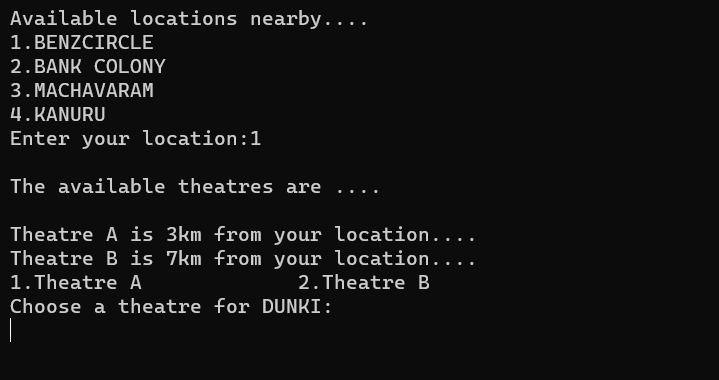 Available locations nearby....
1.BENZCIRCLE
2.BANK COLONY
3.MACHAVARAM
4.KANURU
Enter your location:1
The available theatres are ....
Theatre A is 3km from your location....
Theatre B is 7km from your location....
1.Theatre A             2.Theatre B
Choose a theatre for DUNKI: